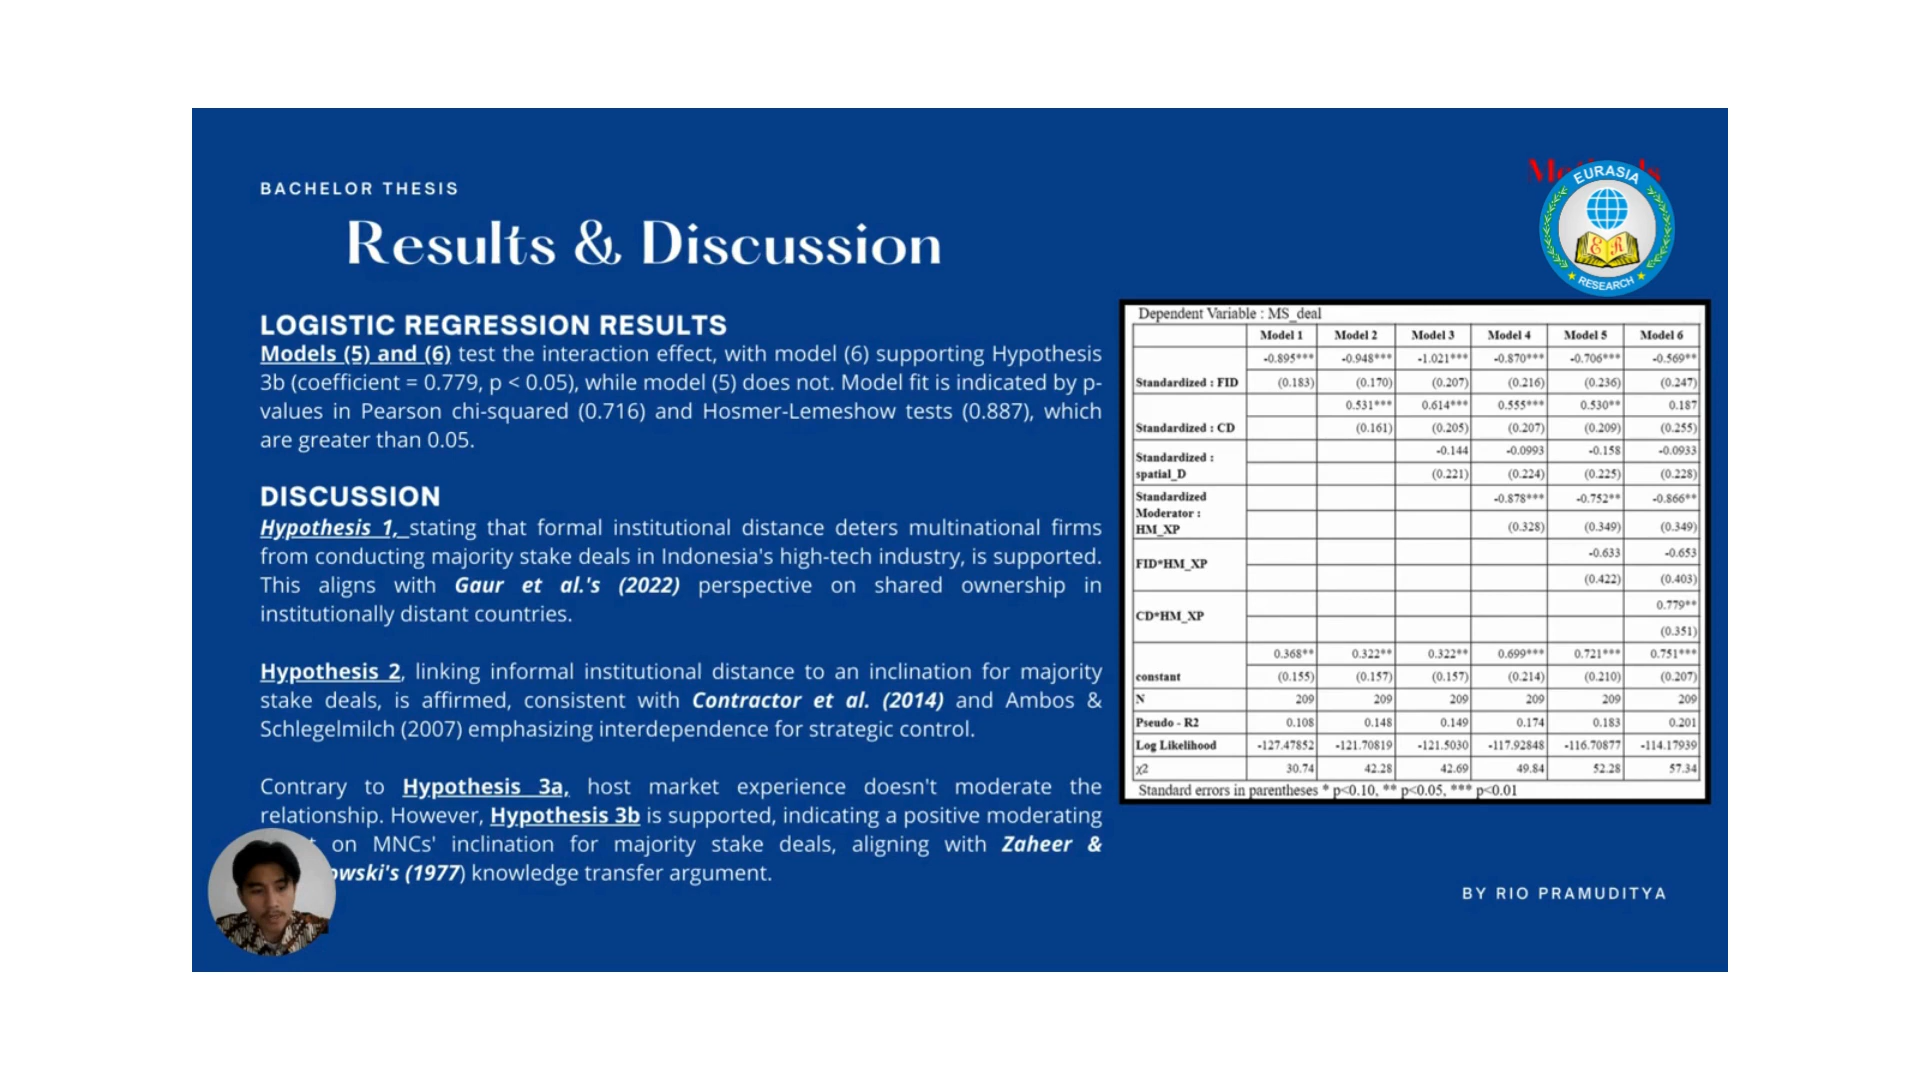 BACHELOR THESIS
Results & Discussion
EURASIA
E R
RESEARCH
LOGISTIC REGRESSION RESULTS
Models (5) and (6) test the interaction effect, with model (6) supporting Hypothesis
3b (coefficient = 0.779, p < 0.05), while model (5) does not. Model fit is indicated by p-
values in Pearson chi-squared (0.716) and Hosmer-Lemeshow tests (0.887), which
are greater than 0.05.
DISCUSSION
Hypothesis 1, stating that formal institutional distance deters multinational firms
from conducting majority stake deals in Indonesia's high-tech industry, is supported.
This aligns with Gaur et al.'s (2022) perspective on shared ownership in
institutionally distant countries.
Hypothesis 2, linking informal institutional distance to an inclination for majority
stake deals, is affirmed, consistent with Contractor et al. (2014) and Ambos &
Schlegelmilch (2007) emphasizing interdependence for strategic control.
Contrary to Hypothesis 3a, host market experience doesn't moderate the
relationship. However, Hypothesis 3b is supported, indicating a positive moderating
on MNCs' inclination for majority stake deals, aligning with Zaheer &
(1977) knowledge transfer argument.
Dependent Variable : MS_deal
Model 1 Model 2 Model 3 Model 4 Model 5 Model 6
-0.895*** -0.948*** -1.021*** -0.870*** -0.706*** -0.569**
Standardized : FID (0.183) (0.170) (0.207) (0.216) (0.236) (0.247)
0.531*** 0.614*** 0.555*** 0.530** 0.187
Standardized : CD (0.161) (0.205) (0.207) (0.209) (0.255)
Standardized : -0.144 -0.0993 -0.158 -0.0933
spatial_D (0.221) (0.224) (0.225) (0.228)
Standardized -0.878*** -0.752** -0.866**
Moderator :
HM_XP (0.328) (0.349) (0.349)
-0.633 -0.653
FID*HM_XP
(0.422) (0.403)
0.779**
CD*HM_XP
(0.351)
0.368** 0.322** 0.322** 0.699*** 0.721*** 0.751***
constant (0.155) (0.157) (0.157) (0.214) (0.210) (0.207)
N 209 209 209 209 209 209
Pseudo - R2 0.108 0.148 0.149 0.174 0.183 0.201
Log Likelihood -127.47852 -121.70819 -121.5030 -117.92848 -116.70877 -114.17939
χ2 30.74 42.28 42.69 49.84 52.28 57.34
Standard errors in parentheses * p<0.10, ** p<0.05, *** p<0.01
BY RIO PRAMUDITYA